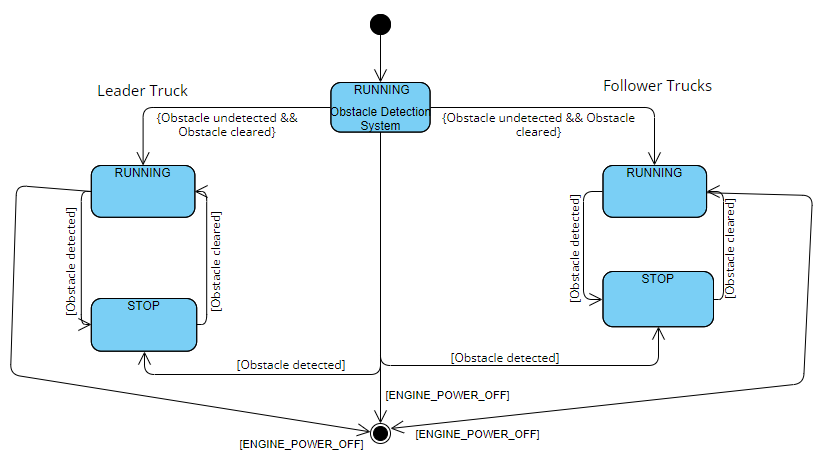 RUNNING
Obstacle Detection
System
Leader Truck
Follower Trucks
{Obstacle undetected &&
Obstacle cleared}
{Obstacle undetected && Obstacle
cleared}
RUNNING
[Obstacle detected]
[Obstacle cleared]
STOP
RUNNING
[Obstacle detected]
[Obstacle cleared]
STOP
[Obstacle detected]
[Obstacle detected]
[ENGINE_POWER_OFF]
[ENGINE_POWER_OFF]
[ENGINE_POWER_OFF]